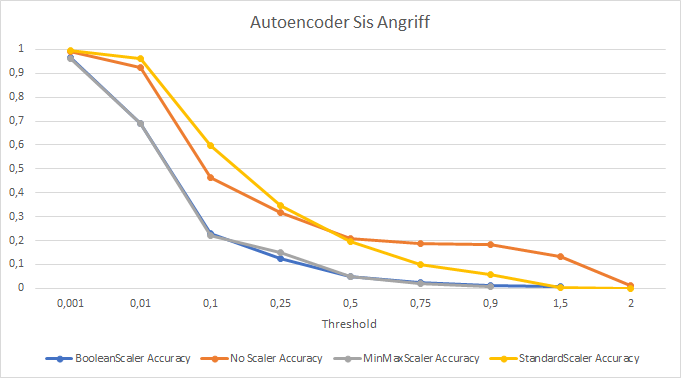 Autoencoder Sis Angriff
1
0,9
0,8
0,7
0,6
0,5
0,4
0,3
0,2
0,1
0
0,001 0,01 0,1 0,25 0,5 0,75 0,9 1,5 2
Threshold
BooleanScaler Accuracy No Scaler Accuracy MinMaxScaler Accuracy StandardScaler Accuracy